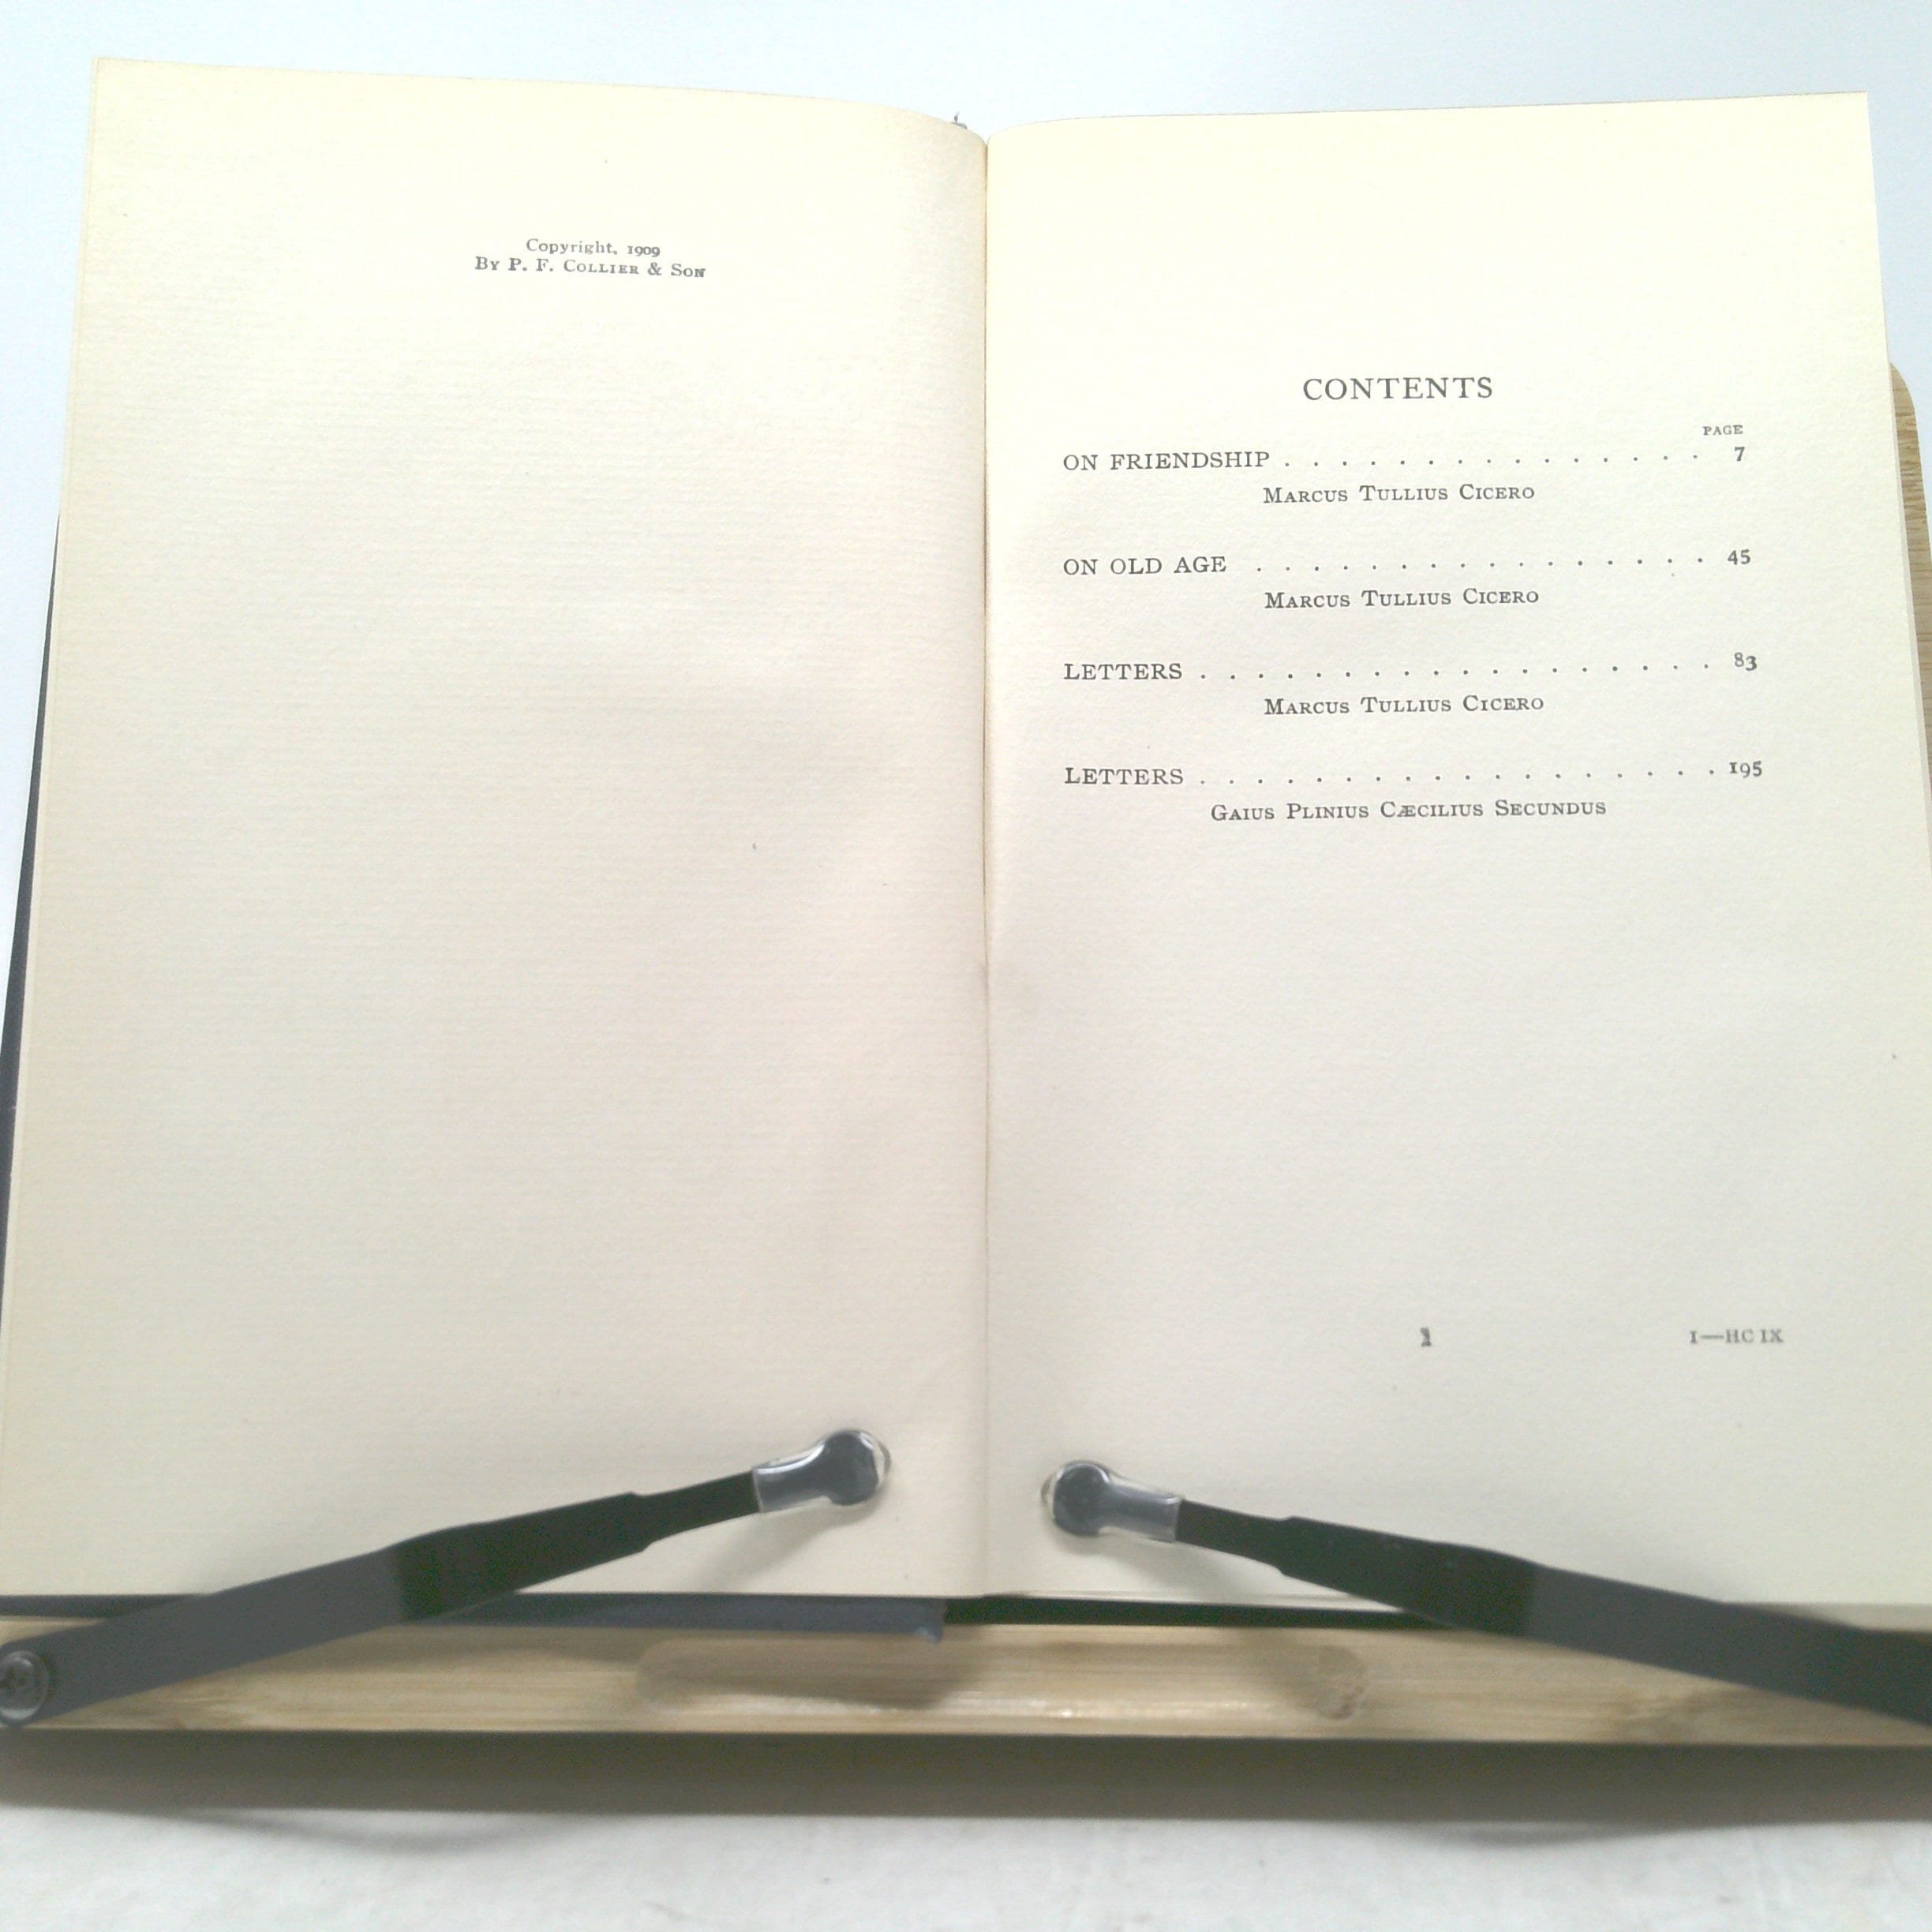 Copyright, 1909
By P. F. Collier & Son
CONTENTS
PAGE
ON FRIENDSHIP . . . . . . . . . . . . . . . 7
Marcus Tullius Cicero
ON OLD AGE . . . . . . . . . . . . . . . . 45
Marcus Tullius Cicero
LETTERS . . . . . . . . . . . . . . . . . . 83
Marcus Tullius Cicero
LETTERS . . . . . . . . . . . . . . . . . . 195
Gaius Plinius Cæcilius Secundus
1 1—HC IX